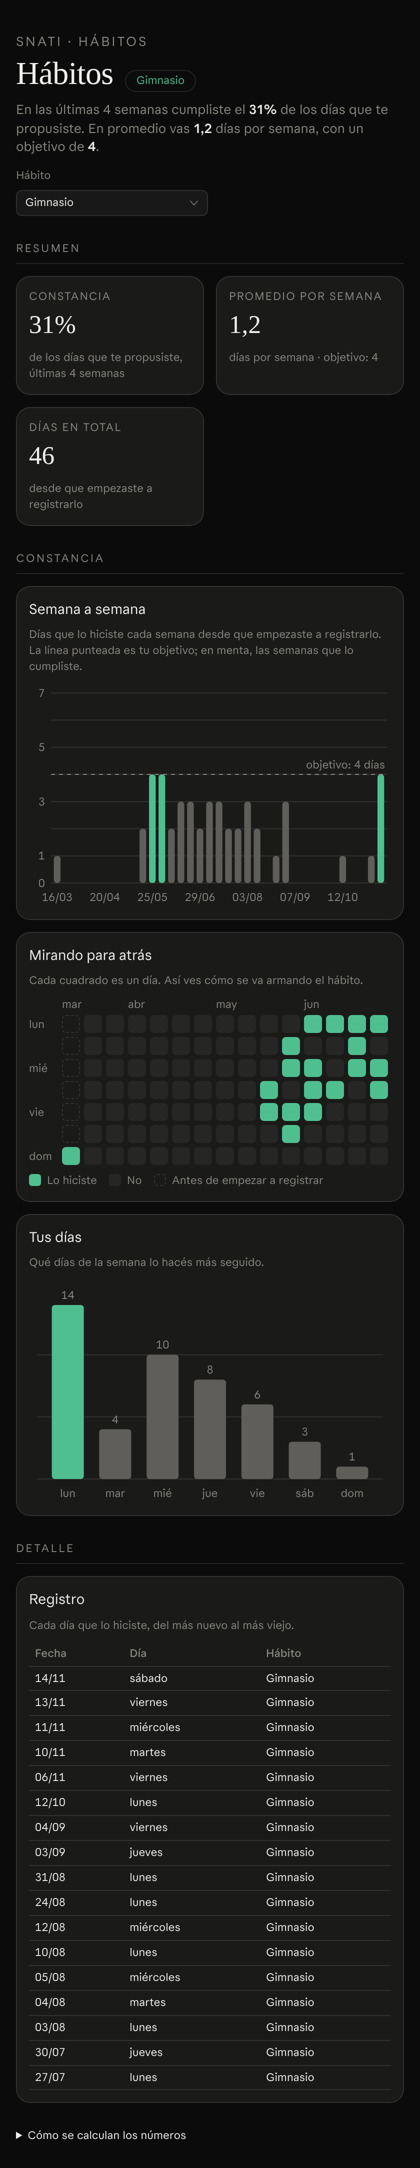 SNATI · HÁBITOS
Hábitos
Gimnasio
En las últimas 4 semanas cumpliste el 31% de los días que te
propusiste. En promedio vas 1,2 días por semana, con un
objetivo de 4.
Hábito
Gimnasio
RESUMEN
CONSTANCIA
31%
de los días que te propusiste,
últimas 4 semanas
PROMEDIO POR SEMANA
1,2
días por semana · objetivo: 4
DÍAS EN TOTAL
46
desde que empezaste a
registrarlo
CONSTANCIA
Semana a semana
Días que lo hiciste cada semana desde que empezaste a registrarlo.
La línea punteada es tu objetivo; en menta, las semanas que lo
cumpliste.
7
5
objetivo: 4 días
3
1
0
16/03 20/04 25/05 29/06 03/08 07/09 12/10
Mirando para atrás
Cada cuadrado es un día. Así ves cómo se va armando el hábito.
mar abr may jun
lun
mié
vie
dom
Lo hiciste No Antes de empezar a registrar
Tus días
Qué días de la semana lo hacés más seguido.
14
10
8
6
4
3
1
lun mar mié jue vie sáb dom
DETALLE
Registro
Cada día que lo hiciste, del más nuevo al más viejo.
Fecha Día Hábito
14/11 sábado Gimnasio
13/11 viernes Gimnasio
11/11 miércoles Gimnasio
10/11 martes Gimnasio
06/11 viernes Gimnasio
12/10 lunes Gimnasio
04/09 viernes Gimnasio
03/09 jueves Gimnasio
31/08 lunes Gimnasio
24/08 lunes Gimnasio
12/08 miércoles Gimnasio
10/08 lunes Gimnasio
05/08 miércoles Gimnasio
04/08 martes Gimnasio
03/08 lunes Gimnasio
30/07 jueves Gimnasio
27/07 lunes Gimnasio
Cómo se calculan los números